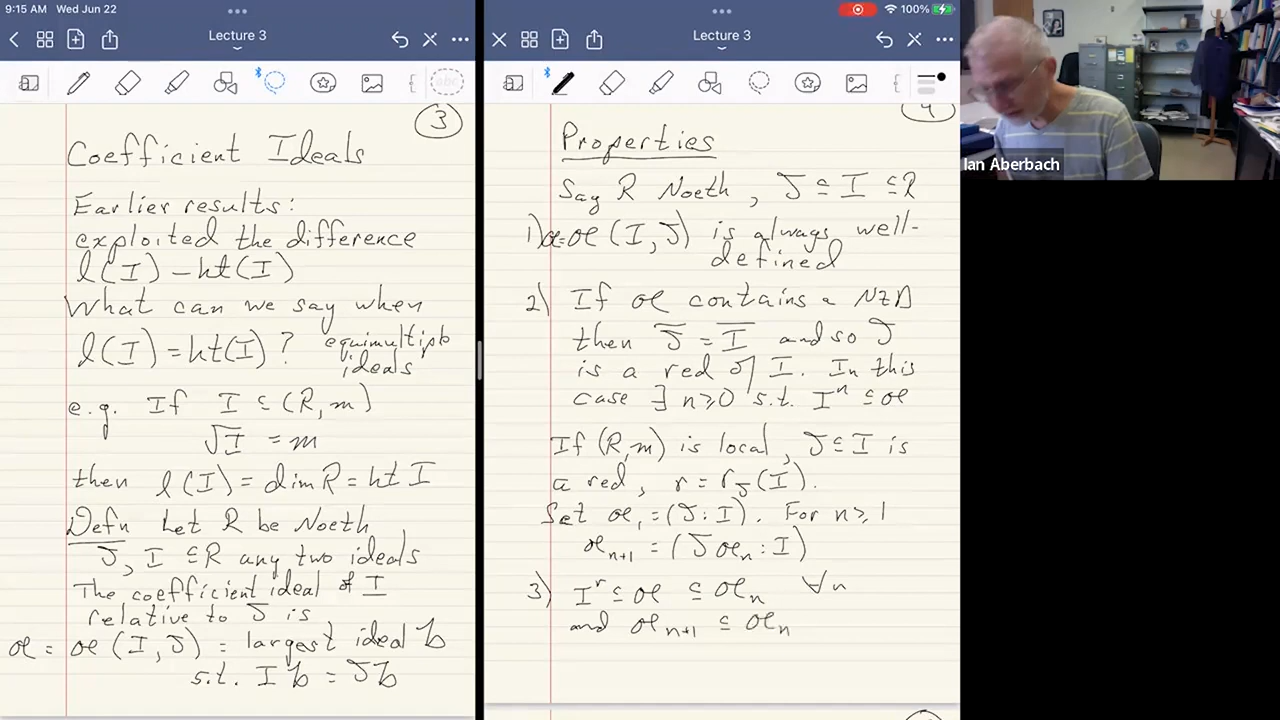 9:15 AM Wed Jun 22
100%
Lecture 3
Lecture 3
abc
3
Coefficient Ideals
Earlier results:
exploited the difference
l(I) - ht(I)
What can we say when
l(I) = ht(I)? equimultiple
ideals
e.g. If I ⊆ (R, m)
√I = m
then l(I) = dim R = ht I
Defn Let R be Noeth
J, I ⊆ R any two ideals
The coefficient ideal of I
relative to J is
𝔞 = 𝔞(I, J) = largest ideal b
s.t. I b = J b
4
Properties
Say R Noeth, J ⊆ I ⊆ R
1) 𝔞 = 𝔞(I, J) is always well-
defined
2) If 𝔞 contains a NZD
then J̅ = I̅ and so J
is a red of I. In this
case ∃ n ≥ 0 s.t. Iⁿ ⊆ 𝔞
If (R, m) is local, J ⊆ I is
a red, r = r_J(I).
Set 𝔞₁ = (J : I). For n ≥ 1
𝔞ₙ₊₁ = (J𝔞ₙ : I)
3) Iʳ ⊆ 𝔞 ⊆ 𝔞ₙ ∀n
and 𝔞ₙ₊₁ ⊆ 𝔞ₙ
Ian Aberbach